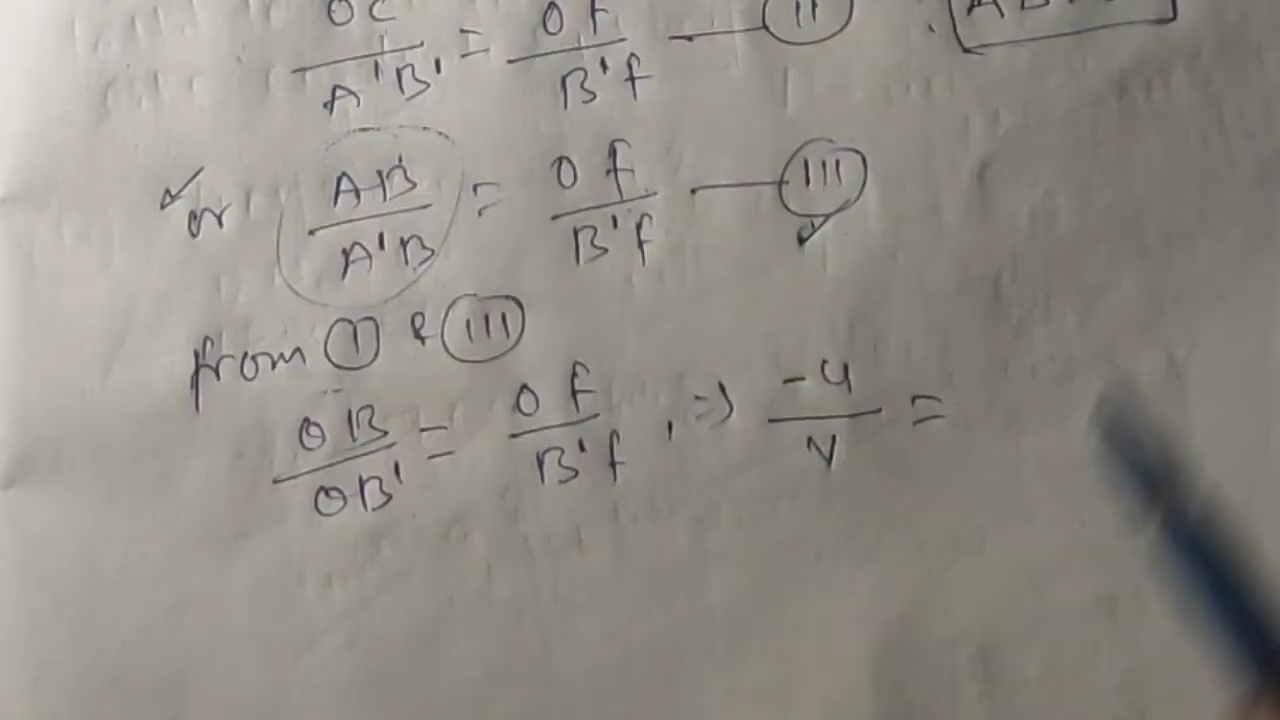 OC/A'B' = OF/B'f — II
or AB/A'B = Of/B'f — III
from I & III
OB/OB' = OF/B'f , ⇒ -u/v =